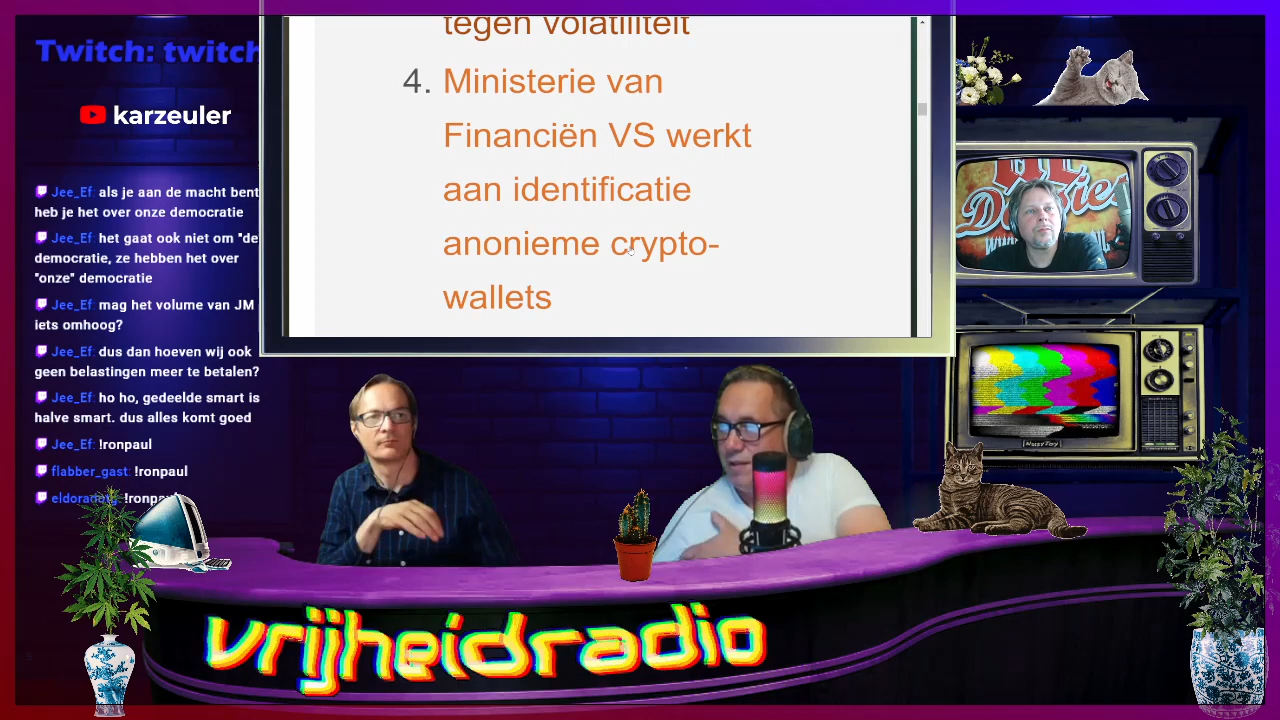 Twitch: twitch
karzeuler
Jee_Ef: als je aan de macht bent
heb je het over onze democratie
Jee_Ef: het gaat ook niet om "de
democratie, ze hebben het over
"onze" democratie
Jee_Ef: mag het volume van JM
iets omhoog?
Jee_Ef: dus dan hoeven wij ook
geen belastingen meer te betalen?
Jee_Ef: ho ho, gedeelde smart is
halve smart. dus alles komt goed
Jee_Ef: !ronpaul
flabber_gast: !ronpaul
tegen volatiliteit
4. Ministerie van
Financiën VS werkt
aan identificatie
anonieme crypto-
wallets
vrijheidradio